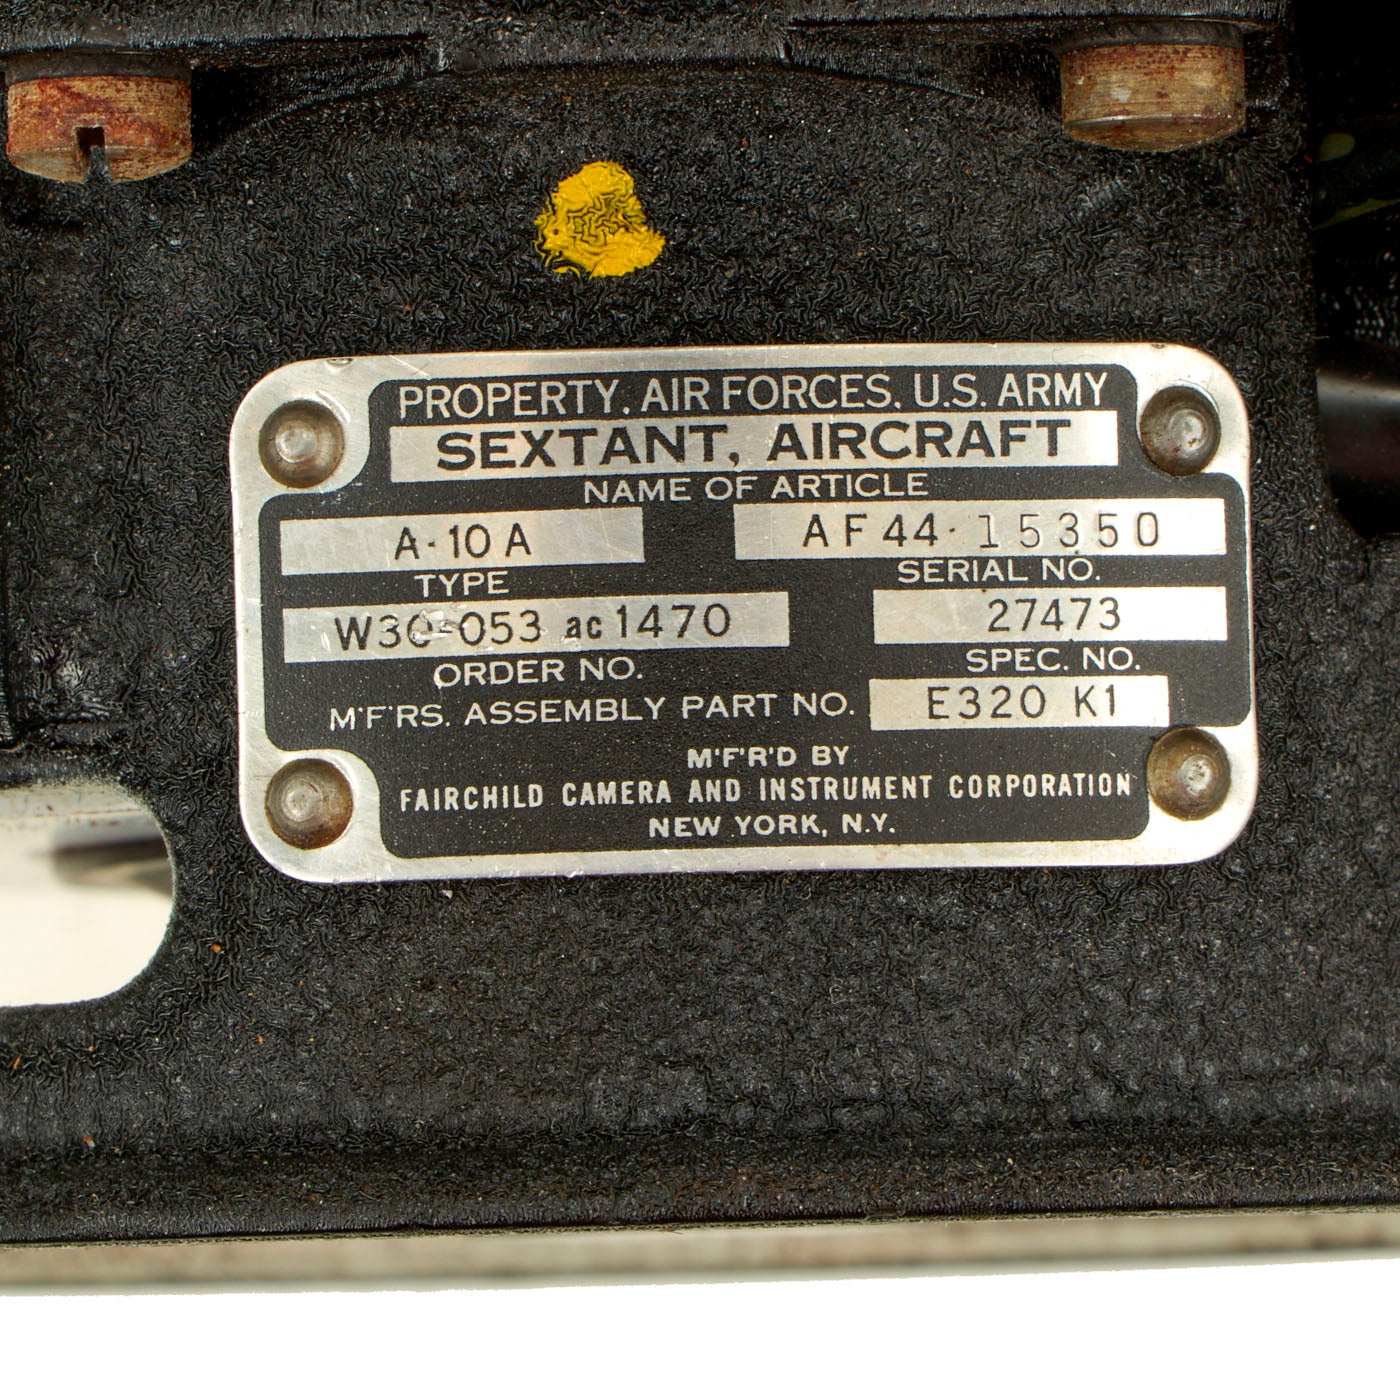 PROPERTY, AIR FORCES, U.S. ARMY
SEXTANT, AIRCRAFT
NAME OF ARTICLE
A-10A AF44-15350
TYPE SERIAL NO.
W30-053 ac 1470 27473
ORDER NO. SPEC. NO.
M'F'RS. ASSEMBLY PART NO. E320 K1
M'F'R'D BY
FAIRCHILD CAMERA AND INSTRUMENT CORPORATION
NEW YORK, N.Y.